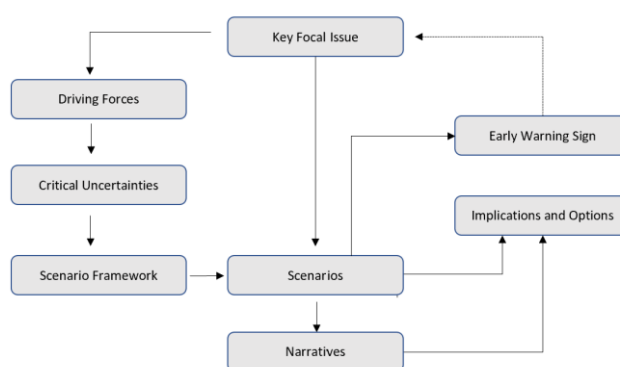 Key Focal Issue
Driving Forces
Early Warning Sign
Critical Uncertainties
Implications and Options
Scenario Framework
Scenarios
Narratives